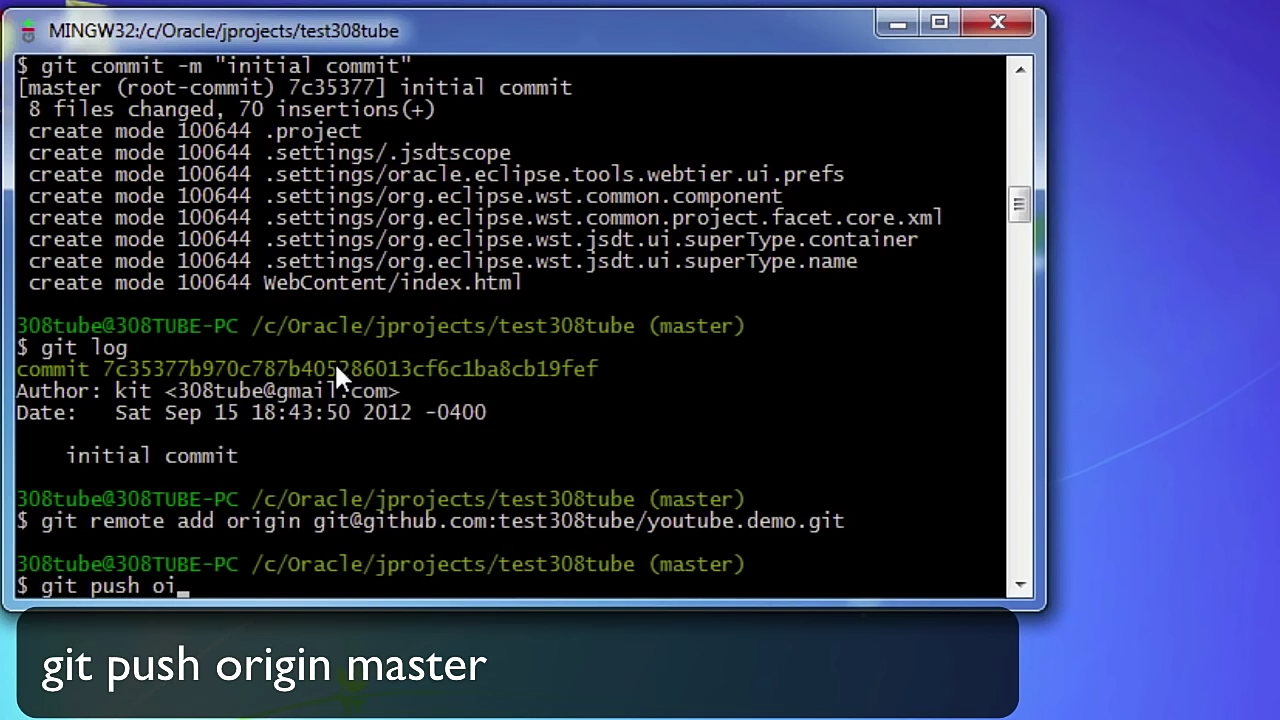 MINGW32:/c/Oracle/jprojects/test308tube
$ git commit -m "initial commit"
[master (root-commit) 7c35377] initial commit
8 files changed, 70 insertions(+)
create mode 100644 .project
create mode 100644 .settings/.jsdtscope
create mode 100644 .settings/oracle.eclipse.tools.webtier.ui.prefs
create mode 100644 .settings/org.eclipse.wst.common.component
create mode 100644 .settings/org.eclipse.wst.common.project.facet.core.xml
create mode 100644 .settings/org.eclipse.wst.jsdt.ui.superType.container
create mode 100644 .settings/org.eclipse.wst.jsdt.ui.superType.name
create mode 100644 WebContent/index.html
308tube@308TUBE-PC /c/Oracle/jprojects/test308tube (master)
$ git log
commit 7c35377b970c787b405286013cf6c1ba8cb19fef
Author: kit <308tube@gmail.com>
Date: Sat Sep 15 18:43:50 2012 -0400
initial commit
308tube@308TUBE-PC /c/Oracle/jprojects/test308tube (master)
$ git remote add origin git@github.com:test308tube/youtube.demo.git
308tube@308TUBE-PC /c/Oracle/jprojects/test308tube (master)
$ git push oi_
git push origin master